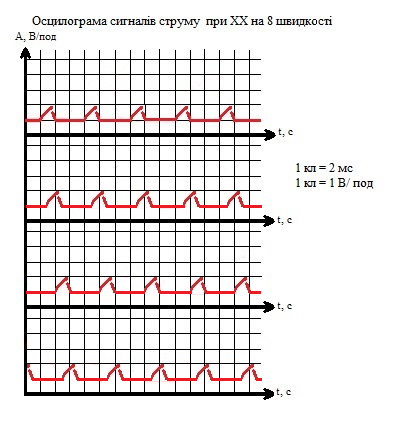 Осцилограма сигналів струму при ХХ на 8 швидкості
А, В/под
t, с
1 кл = 2 мс
1 кл = 1 В/ под
t, с
t, с
t, с